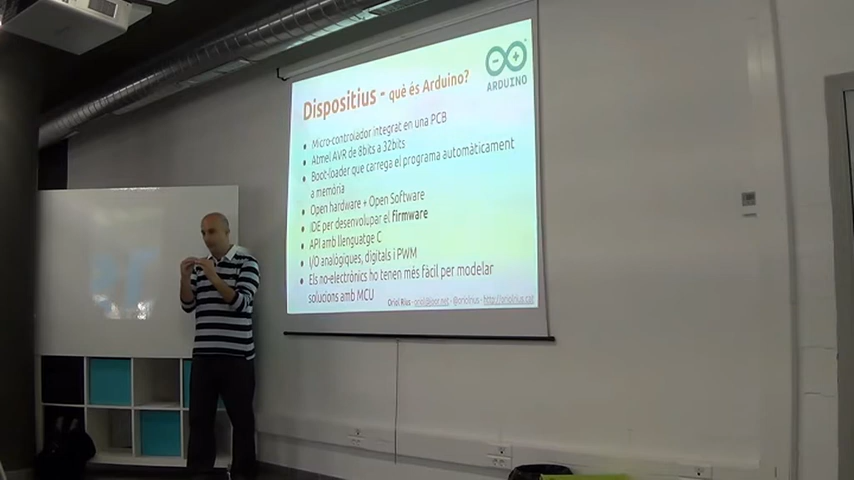 Dispositius - què és Arduino?
ARDUINO
Micro-controlador integrat en una PCB
Atmel AVR de 8bits a 32bits
Boot-loader que carrega el programa automàticament
a memòria
Open hardware + Open Software
IDE per desenvolupar el firmware
API amb llenguatge C
I/O analògiques, digitals i PWM
Els no-electrònics ho tenen més fàcil per modelar
solucions amb MCU
Oriol Rius - oriol@joor.net - @oriolrius - http://oriolrius.cat